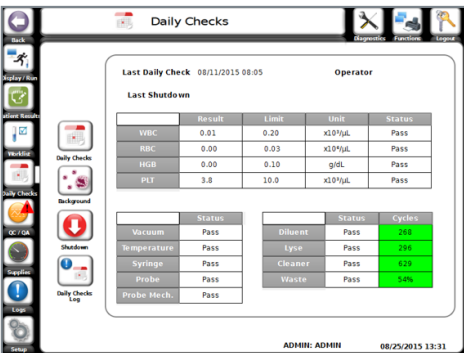 Daily Checks
Back
Diagnostics
Functions
Logout
Display / Run
Patient Results
Worklist
Daily Checks
QC / QA
Supplies
Logs
Setup
Daily Checks
Background
Shutdown
Daily Checks
Log
Last Daily Check 08/11/2015 08:05 Operator
Last Shutdown
Result Limit Unit Status
WBC 0.01 0.20 x10³/µL Pass
RBC 0.00 0.03 x10⁶/µL Pass
HGB 0.00 0.10 g/dL Pass
PLT 3.8 10.0 x10³/µL Pass
Status
Vacuum Pass
Temperature Pass
Syringe Pass
Probe Pass
Probe Mech. Pass
Status Cycles
Diluent Pass 268
Lyse Pass 296
Cleaner Pass 629
Waste Pass 54%
ADMIN: ADMIN 08/25/2015 13:31